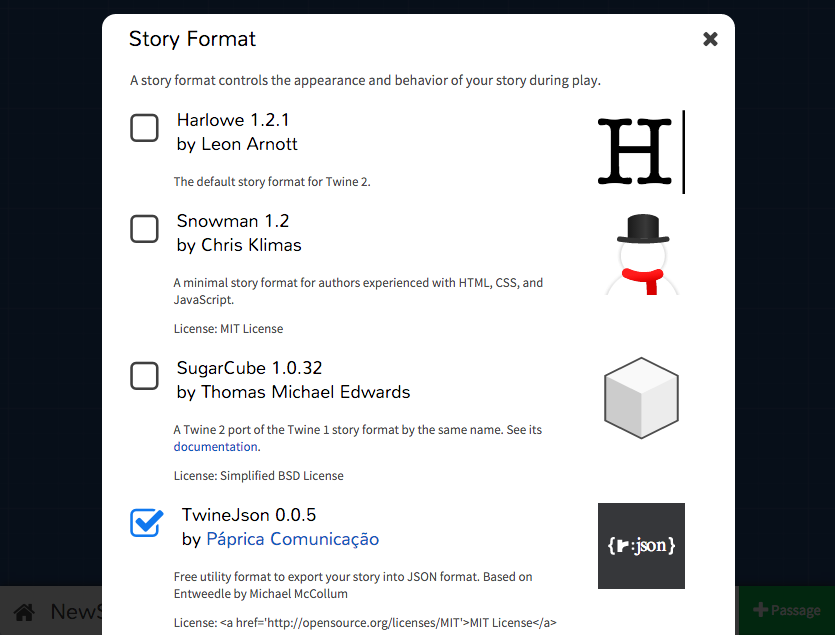 Story Format
A story format controls the appearance and behavior of your story during play.
Harlowe 1.2.1
by Leon Arnott
H
The default story format for Twine 2.
Snowman 1.2
by Chris Klimas
A minimal story format for authors experienced with HTML, CSS, and
JavaScript.
License: MIT License
SugarCube 1.0.32
by Thomas Michael Edwards
A Twine 2 port of the Twine 1 story format by the same name. See its
documentation.
License: Simplified BSD License
TwineJson 0.0.5
by Páprica Comunicação
{r:json}
Free utility format to export your story into JSON format. Based on
Entweedle by Michael McCollum
License: <a href='http://opensource.org/licenses/MIT'>MIT License</a>
NewS
Passage